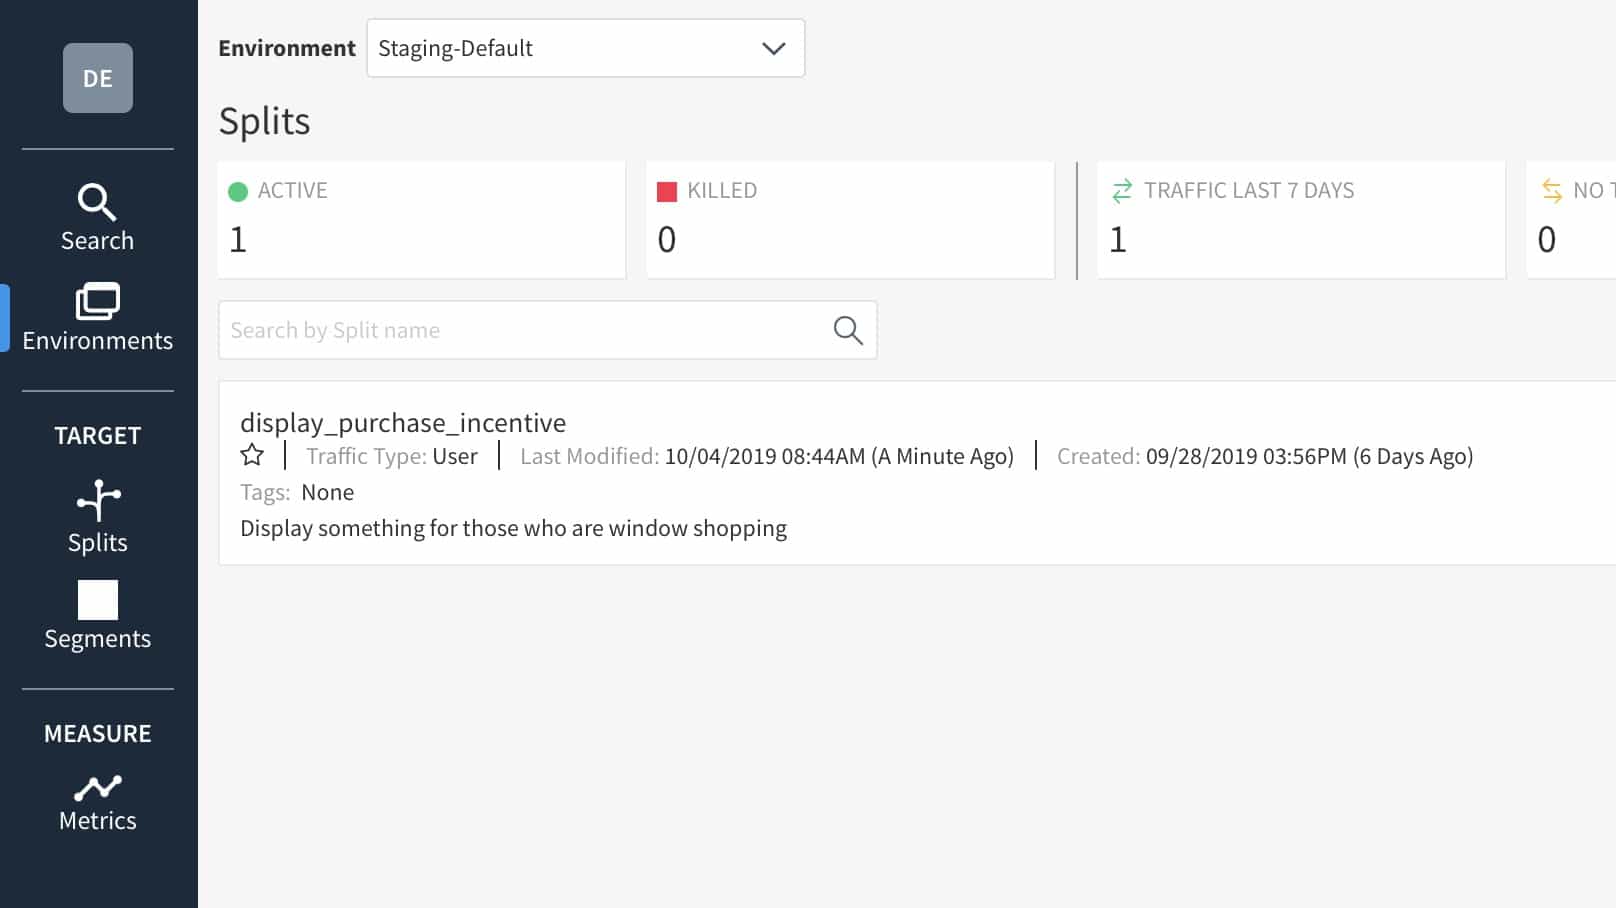 DE
Search
Environments
TARGET
Splits
Segments
MEASURE
Metrics
Environment Staging-Default
Splits
ACTIVE
1
KILLED
0
TRAFFIC LAST 7 DAYS
1
NO
0
Search by Split name
display_purchase_incentive
Traffic Type: User Last Modified: 10/04/2019 08:44AM (A Minute Ago) Created: 09/28/2019 03:56PM (6 Days Ago)
Tags: None
Display something for those who are window shopping